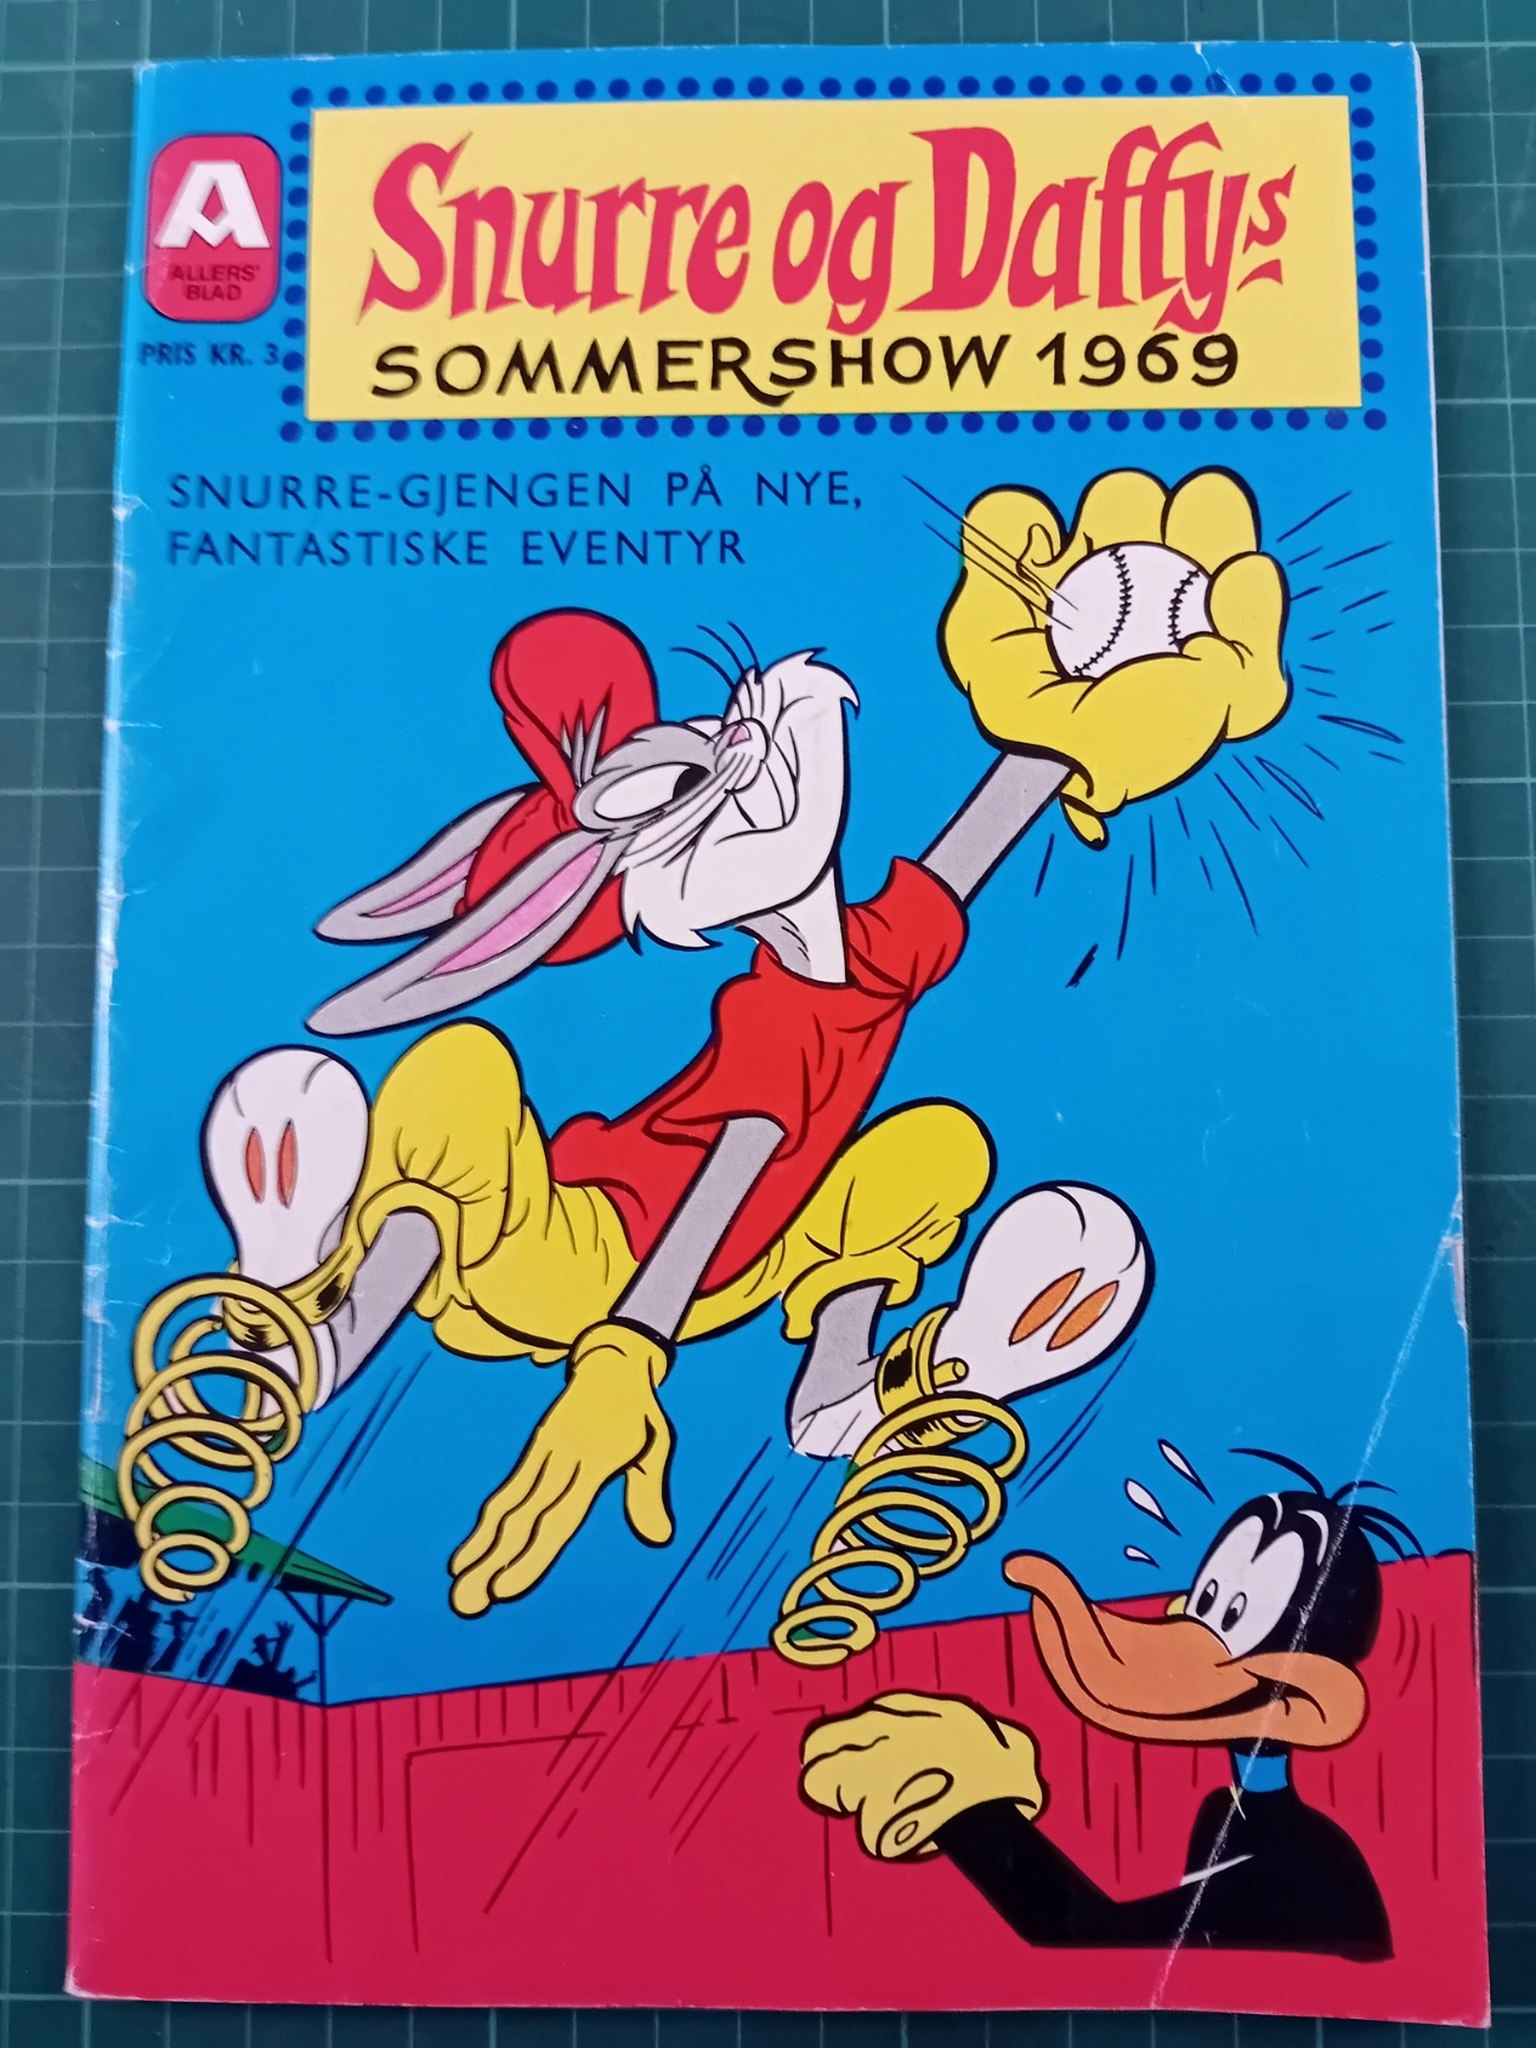 A
ALLERS'
BLAD
PRIS KR. 3
Snurre og Daffys
SOMMERSHOW 1969
SNURRE-GJENGEN PÅ NYE,
FANTASTISKE EVENTYR